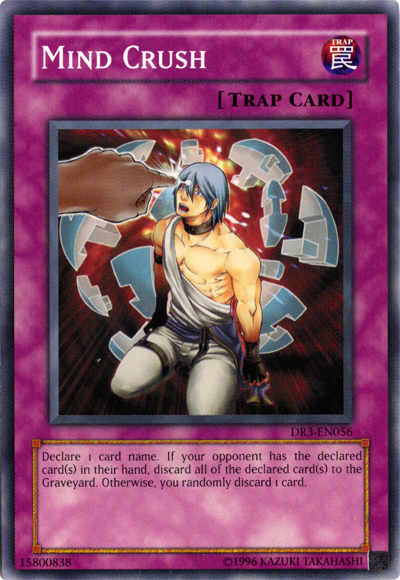 MIND CRUSH
TRAP
罠
[TRAP CARD]
DR3-EN056
Declare 1 card name. If your opponent has the declared
card(s) in their hand, discard all of the declared card(s) to the
Graveyard. Otherwise, you randomly discard 1 card.
15800838
©1996 KAZUKI TAKAHASHI